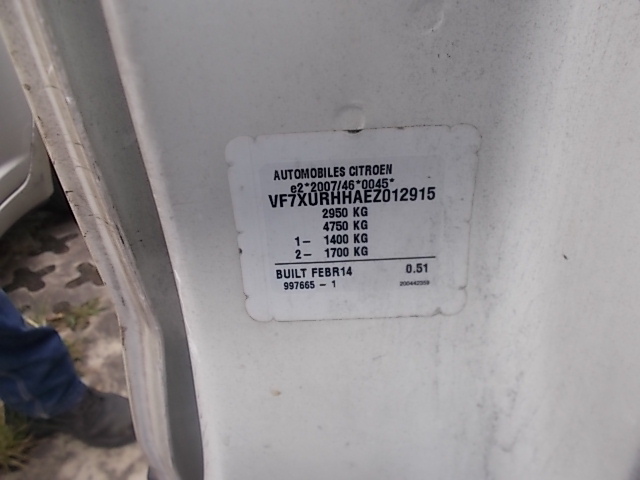 AUTOMOBILES CITROEN
e2*2007/46*0045*
VF7XURHHAEZ012915
2950 KG
4750 KG
1- 1400 KG
2- 1700 KG
BUILT FEBR14 0.51
997665 - 1